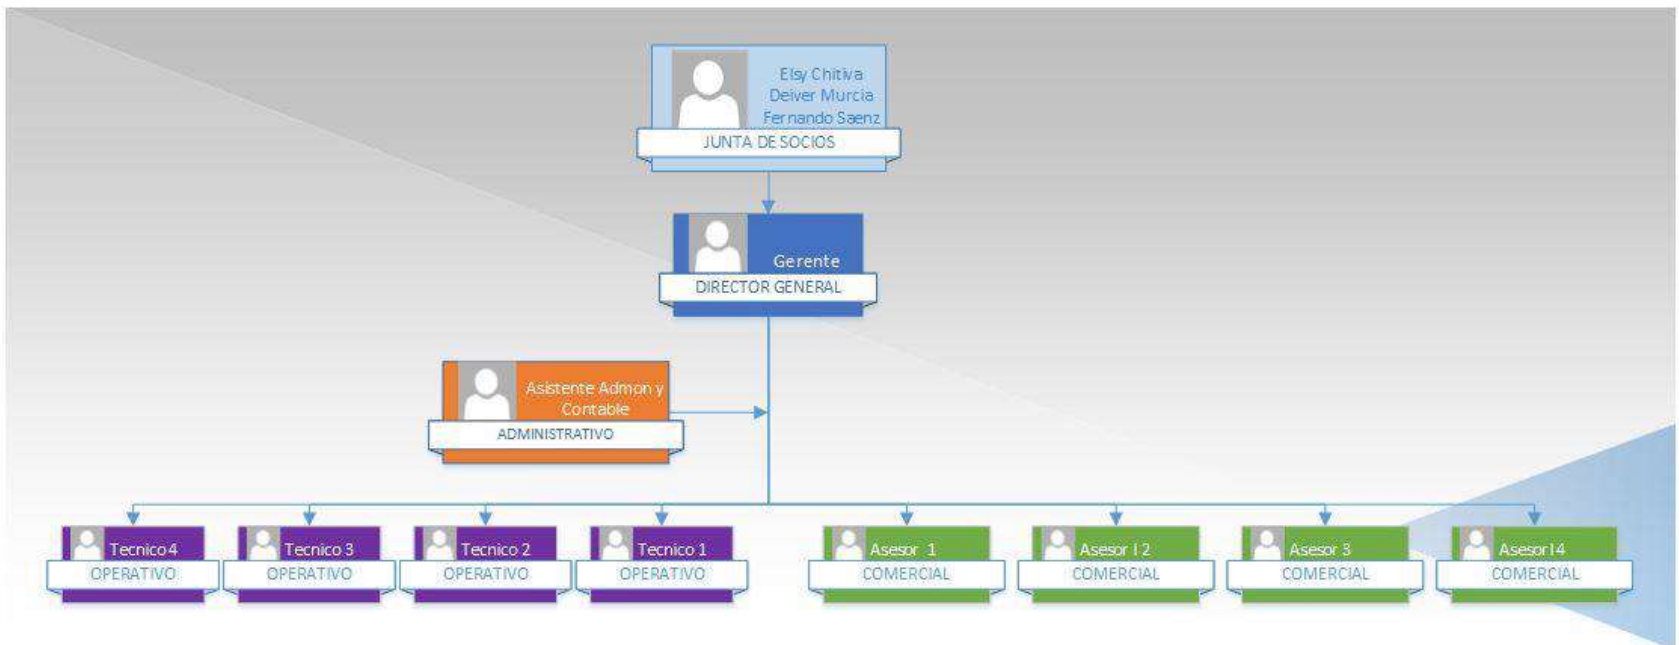 Elsy Chitiva
Deiver Murcia
Fernando Saenz
JUNTA DE SOCIOS
Gerente
DIRECTOR GENERAL
Asistente Admon y
Contable
ADMINISTRATIVO
Tecnico 4
OPERATIVO
Tecnico 3
OPERATIVO
Tecnico 2
OPERATIVO
Tecnico 1
OPERATIVO
Asesor 1
COMERCIAL
Asesor l 2
COMERCIAL
Asesor 3
COMERCIAL
Asesor l4
COMERCIAL